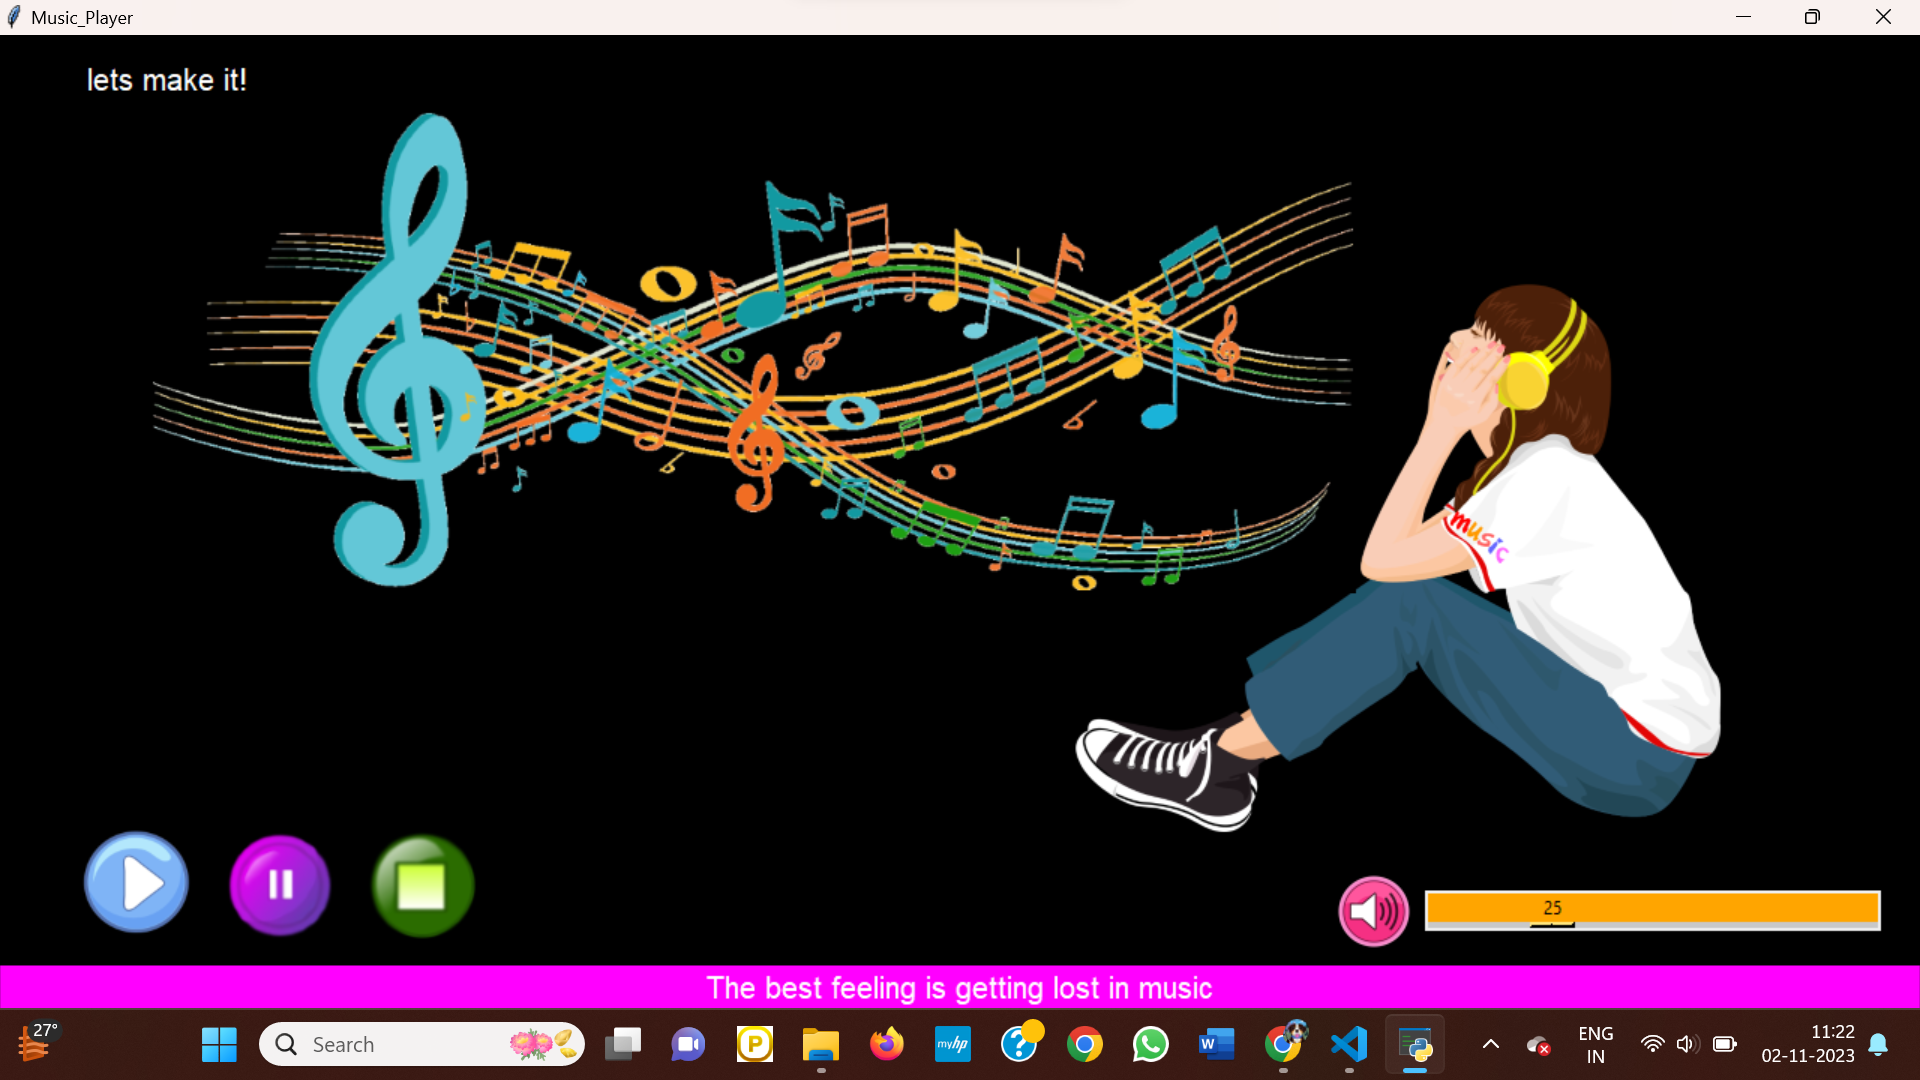 Music_Player
lets make it!
music
25
The best feeling is getting lost in music
27°
Search
P
myhp
?
W
ENG
IN
11:22
02-11-2023